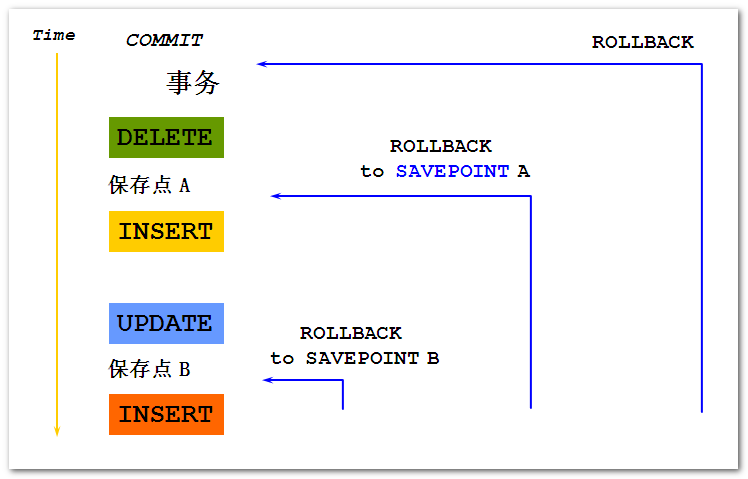 Time
COMMIT
ROLLBACK
事务
DELETE
ROLLBACK
to SAVEPOINT A
保存点 A
INSERT
UPDATE
ROLLBACK
to SAVEPOINT B
保存点 B
INSERT